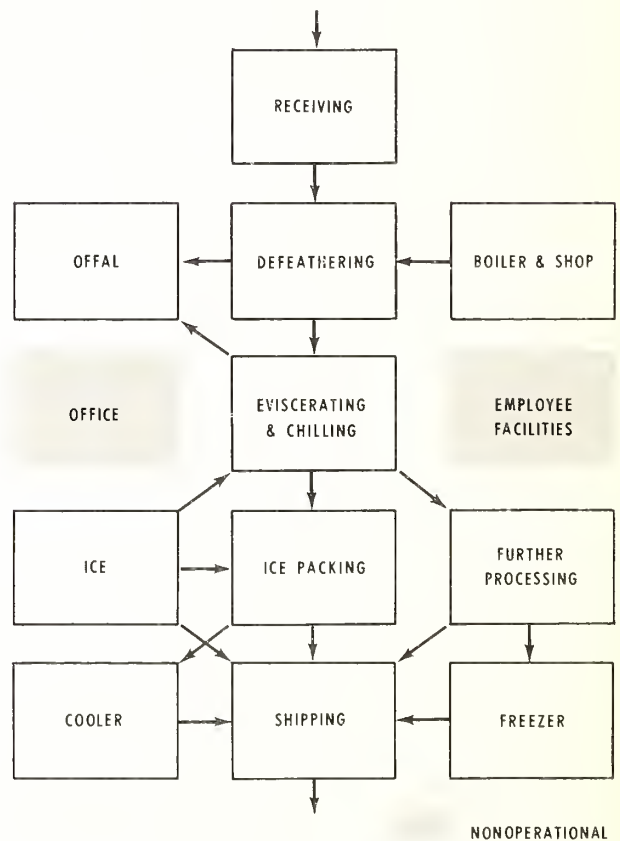 RECEIVING
OFFAL
DEFEATHERING
BOILER & SHOP
OFFICE
EVISCERATING
& CHILLING
EMPLOYEE
FACILITIES
ICE
ICE PACKING
FURTHER
PROCESSING
COOLER
SHIPPING
FREEZER
NONOPERATIONAL